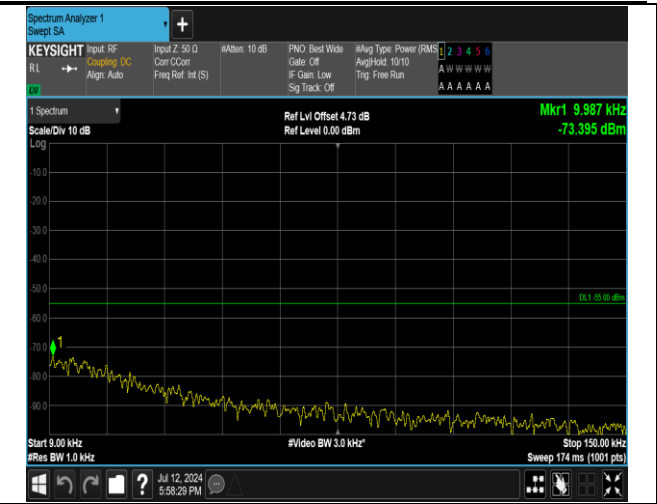 Spectrum Analyzer 1
Swept SA
+
KEYSIGHT Input: RF Input Z: 50 Ω #Atten: 10 dB PNO: Best Wide #Avg Type: Power (RMS 1 2 3 4 5 6
RL Coupling: DC Corr CCorr Gate: Off Avg|Hold: 10/10 A W W W W W
Align: Auto Freq Ref: Int (S) IF Gain: Low Trig: Free Run
Sig Track: Off A A A A A A
1 Spectrum
Ref Lvl Offset 4.73 dB Mkr1 9.987 kHz
Scale/Div 10 dB Ref Level 0.00 dBm -73.395 dBm
Log
-10.0
-20.0
-30.0
-40.0
-50.0
DL1 -55.00 dBm
-60.0
-70.0
1
-80.0
-90.0
Start 9.00 kHz #Video BW 3.0 kHz* Stop 150.00 kHz
#Res BW 1.0 kHz Sweep 174 ms (1001 pts)
? Jul 12, 2024
5:58:29 PM